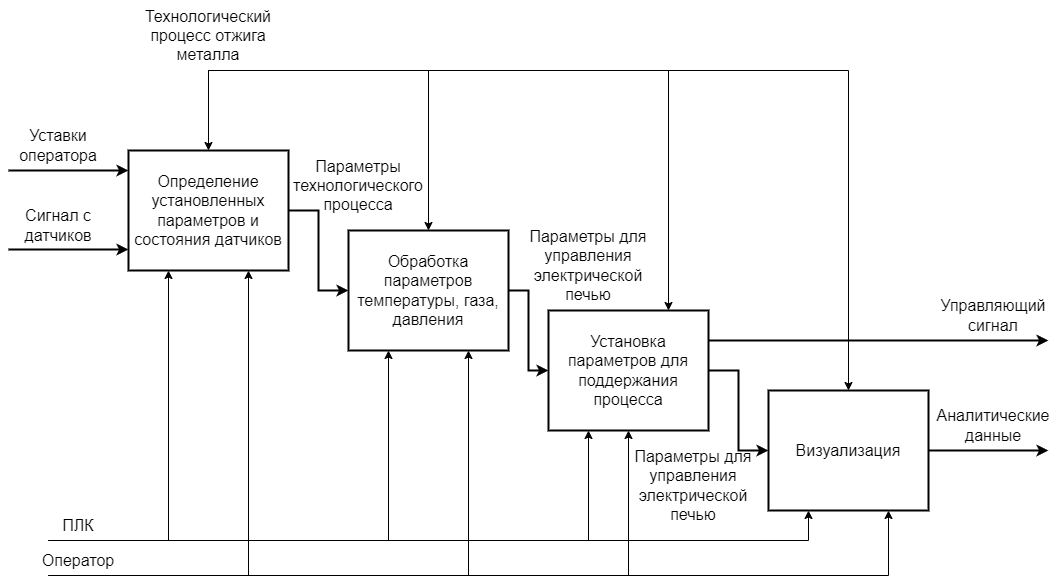 Технологический
процесс отжига
металла
Уставки
оператора
Сигнал с
датчиков
Определение
установленных
параметров и
состояния датчиков
Параметры
технологического
процесса
Обработка
параметров
температуры, газа,
давления
Параметры для
управления
электрической
печью
Установка
параметров для
поддержания
процесса
Управляющий
сигнал
Параметры для
управления
электрической
печью
Визуализация
Аналитические
данные
ПЛК
Оператор